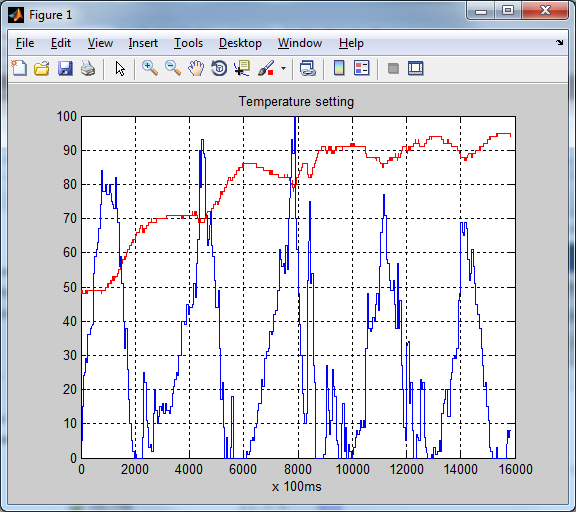 Figure 1
File Edit View Insert Tools Desktop Window Help
Temperature setting
100
90
80
70
60
50
40
30
20
10
0
0 2000 4000 6000 8000 10000 12000 14000 16000
x 100ms